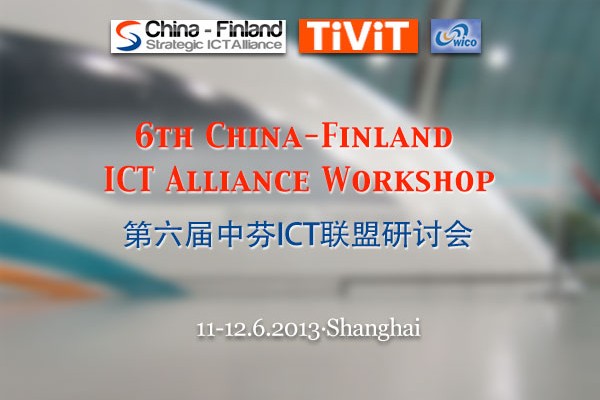 China - Finland
Strategic ICT Alliance
TiViT
wico
6th China-Finland
ICT Alliance Workshop
第六届中芬ICT联盟研讨会
11-12.6.2013·Shanghai